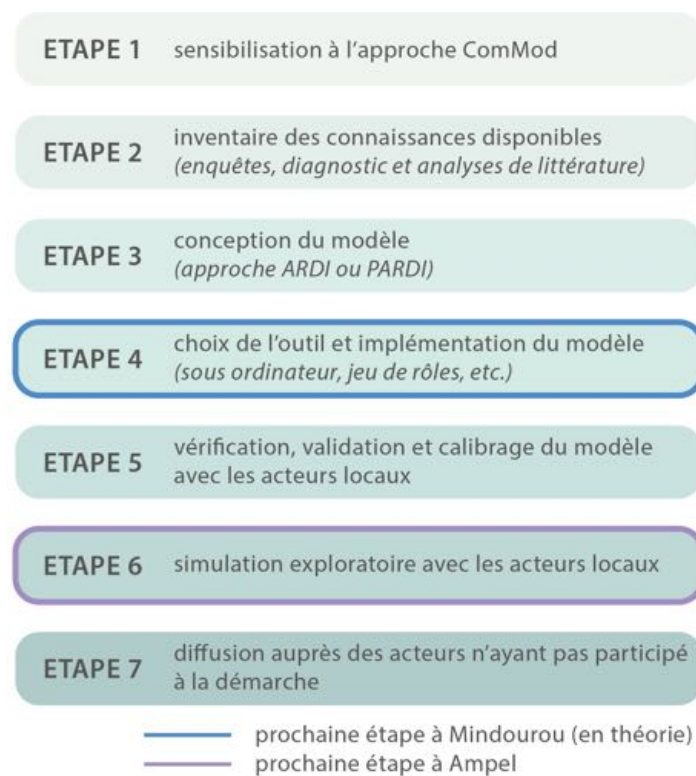 ETAPE 1 sensibilisation à l'approche ComMod
ETAPE 2 inventaire des connaissances disponibles
(enquêtes, diagnostic et analyses de littérature)
ETAPE 3 conception du modèle
(approche ARDI ou PARDI)
ETAPE 4 choix de l'outil et implémentation du modèle
(sous ordinateur, jeu de rôles, etc.)
ETAPE 5 vérification, validation et calibrage du modèle
avec les acteurs locaux
ETAPE 6 simulation exploratoire avec les acteurs locaux
ETAPE 7 diffusion auprès des acteurs n'ayant pas participé
à la démarche
prochaine étape à Mindourou (en théorie)
prochaine étape à Ampel